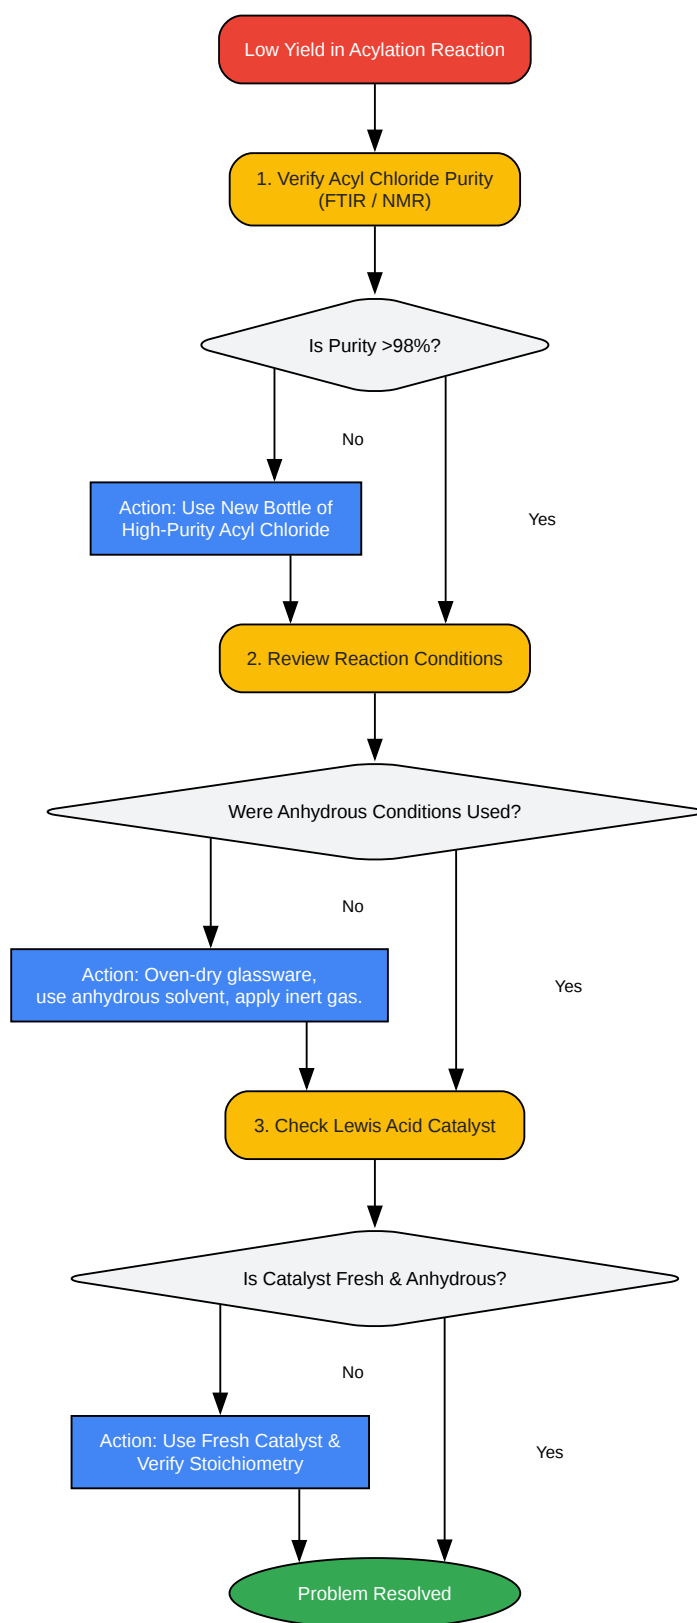 Low Yield in Acylation Reaction
1. Verify Acyl Chloride Purity
(FTIR / NMR)
Is Purity >98%?
No
Action: Use New Bottle of
High-Purity Acyl Chloride
Yes
2. Review Reaction Conditions
Were Anhydrous Conditions Used?
No
Action: Oven-dry glassware,
use anhydrous solvent, apply inert gas.
Yes
3. Check Lewis Acid Catalyst
Is Catalyst Fresh & Anhydrous?
No
Action: Use Fresh Catalyst &
Verify Stoichiometry
Yes
Problem Resolved